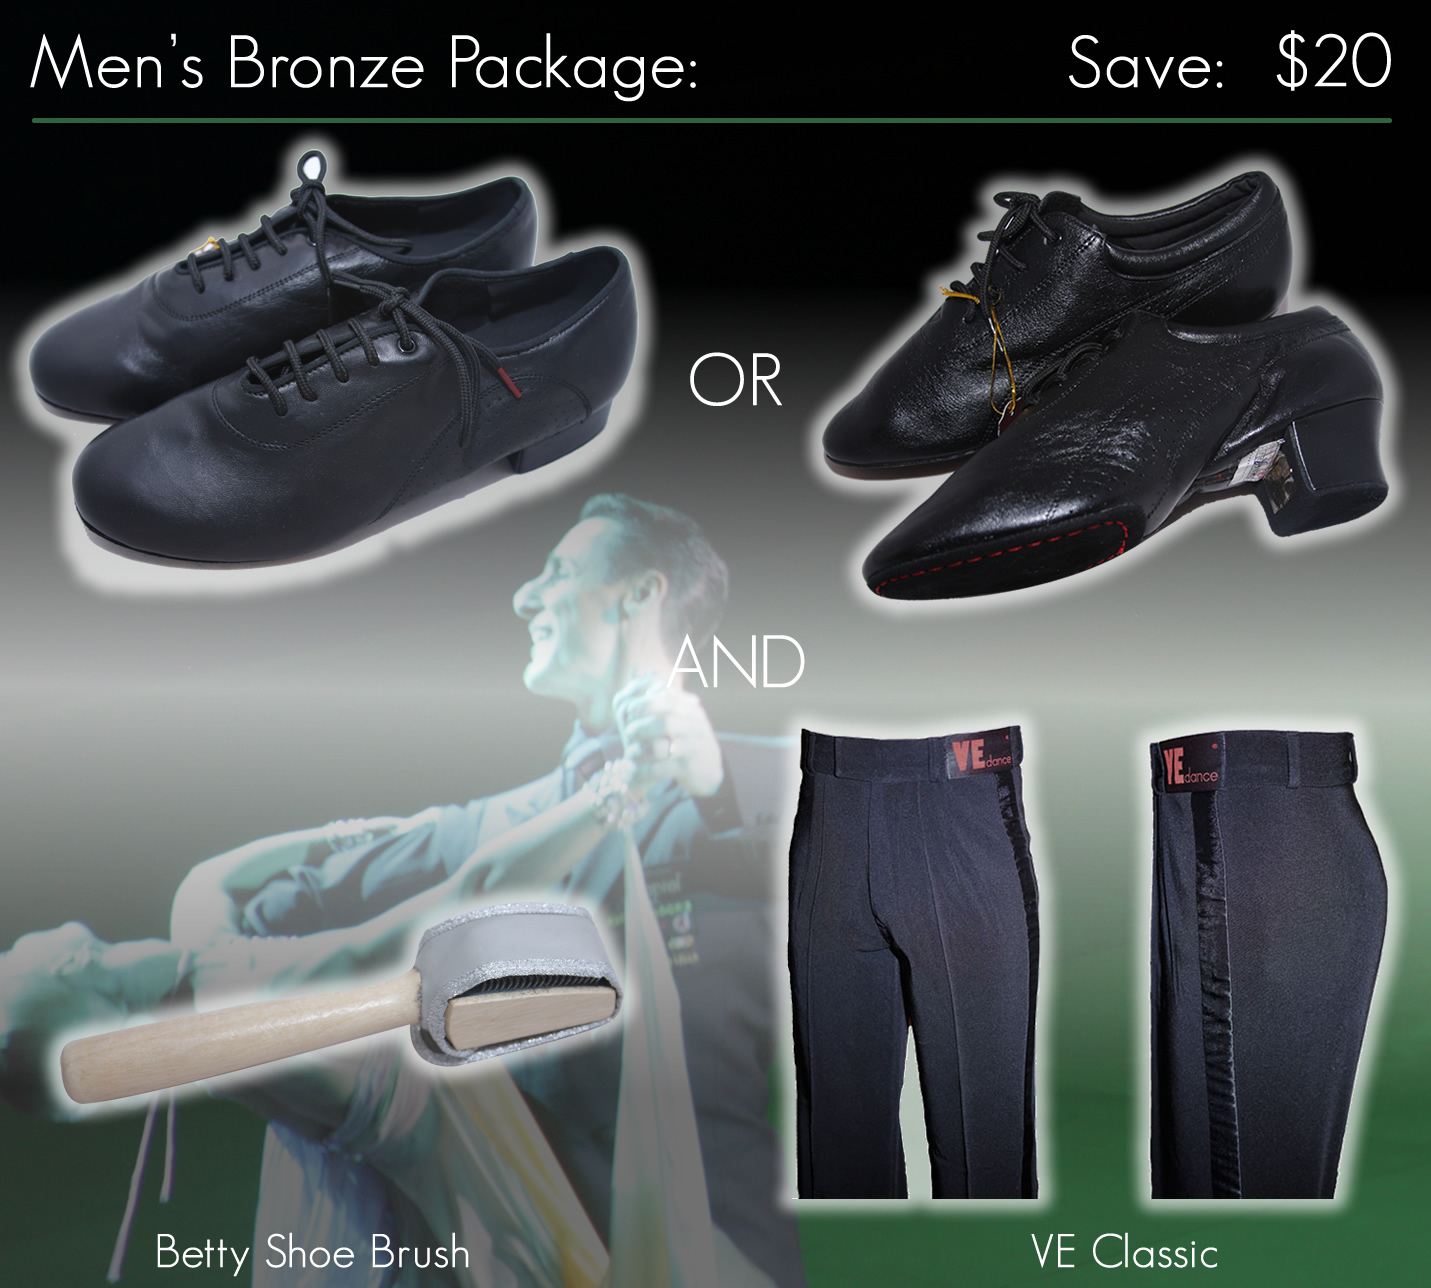 Men's Bronze Package: Save: $20
OR
AND
VE dance
VE dance
Betty Shoe Brush
VE Classic